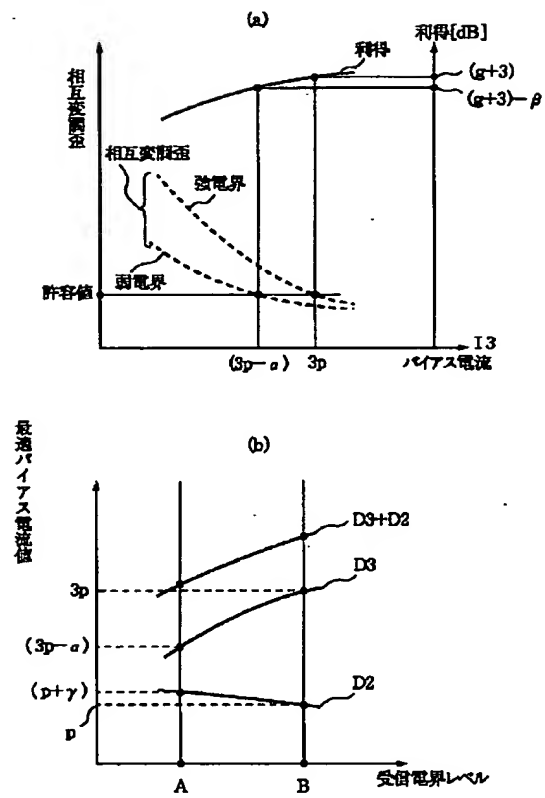 (a)
利得[dB]
相互変調歪
利得
(g+3)
(g+3)-β
相互変調歪
強電界
弱電界
許容値
(3p-α)
3p
I3
バイアス電流
(b)
最適バイアス電流値
D3+D2
D3
3p
(3p-α)
(p+γ)
D2
p
A
B
受信電界レベル